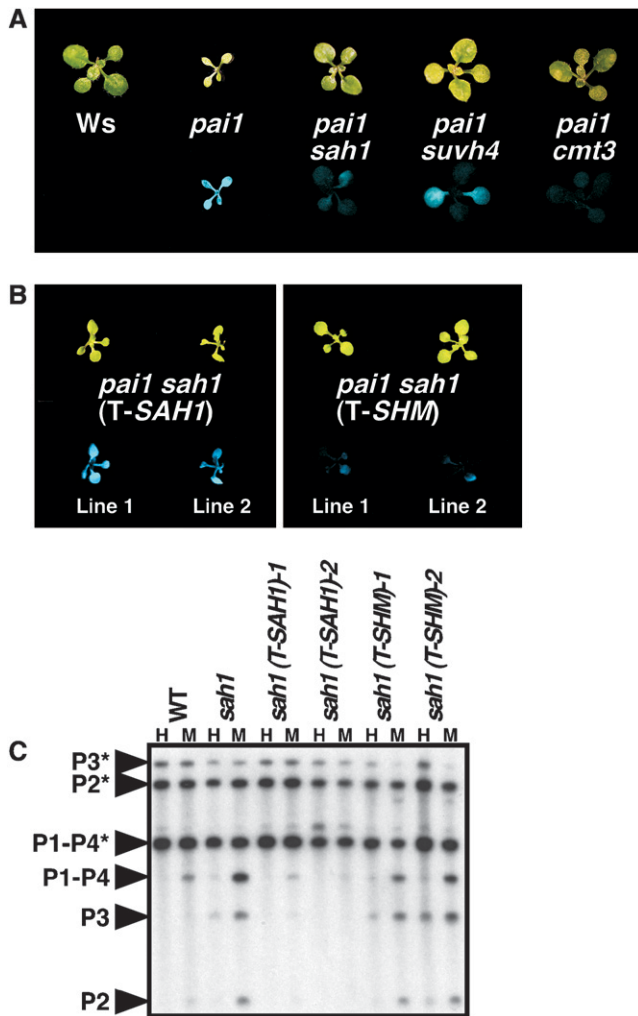 A
Ws pai1 pai1 pai1 pai1
sah1 suvh4 cmt3
B
pai1 sah1 pai1 sah1
(T-SAH1) (T-SHM)
Line 1 Line 2 Line 1 Line 2
WT sah1 sah1 (T-SAH1)-1 sah1 (T-SAH1)-2 sah1 (T-SHM)-1 sah1 (T-SHM)-2
H M H M H M H M H M H M
C
P3*
P2*
P1-P4*
P1-P4
P3
P2